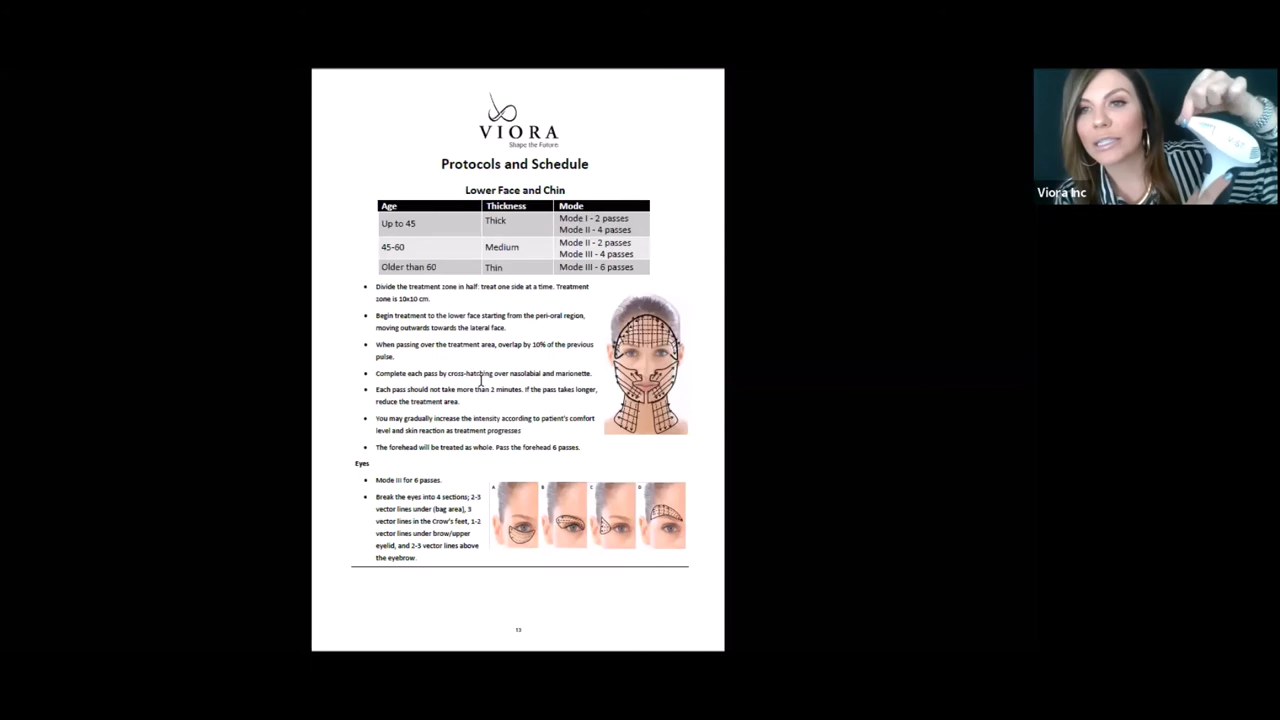 VIORA
Shape the Future
Protocols and Schedule
Lower Face and Chin
Age Thickness Mode
Up to 45 Thick Mode I - 2 passes
Mode II - 4 passes
45-60 Medium Mode II - 2 passes
Mode III - 4 passes
Older than 60 Thin Mode III - 6 passes
• Divide the treatment zone in half: treat one side at a time. Treatment
zone is 10x10 cm.
• Begin treatment to the lower face starting from the peri-oral region,
moving outwards towards the lateral face.
• When passing over the treatment area, overlap by 10% of the previous
pulse.
• Complete each pass by cross-hatching over nasolabial and marionette.
• Each pass should not take more than 2 minutes. If the pass takes longer,
reduce the treatment area.
• You may gradually increase the intensity according to patient's comfort
level and skin reaction as treatment progresses
• The forehead will be treated as whole. Pass the forehead 6 passes.
Eyes
• Mode III for 6 passes.
• Break the eyes into 4 sections; 2-3
vector lines under (bag area), 3
vector lines in the Crow's feet, 1-2
vector lines under brow/upper
eyelid, and 2-3 vector lines above
the eyebrow.
A B C D
13
Viora Inc